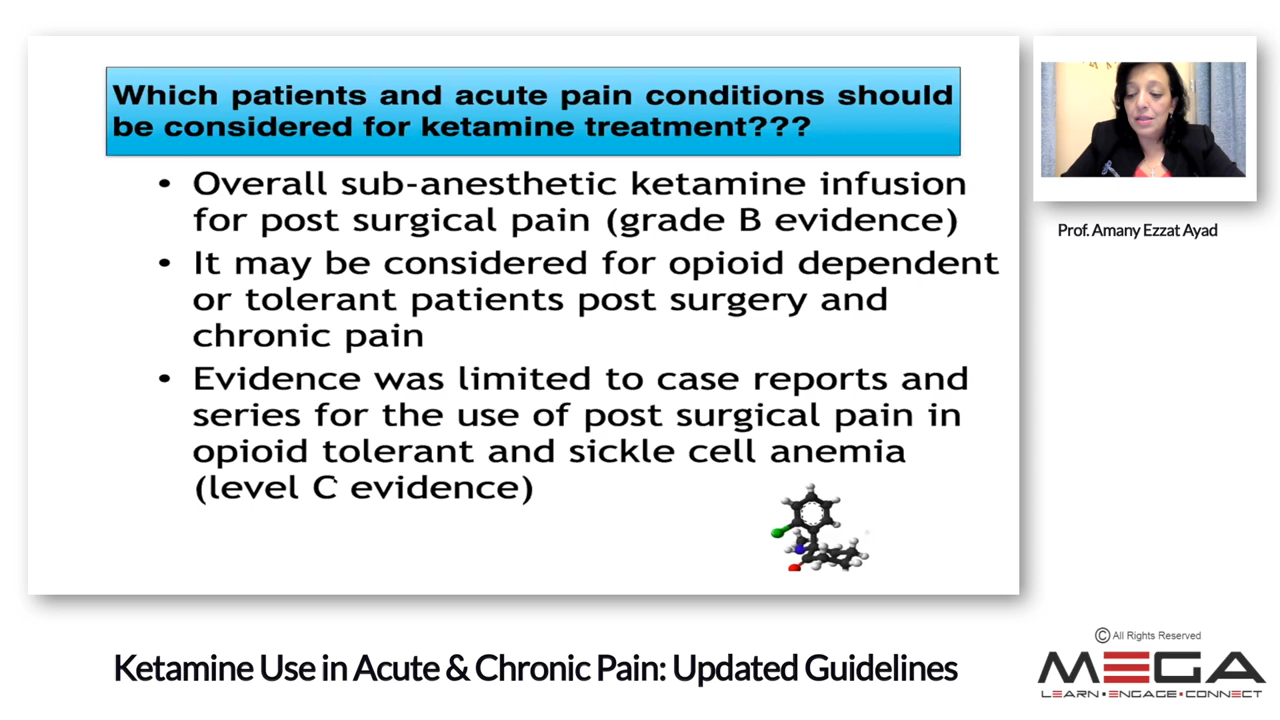 Which patients and acute pain conditions should
be considered for ketamine treatment???
• Overall sub-anesthetic ketamine infusion
for post surgical pain (grade B evidence)
• It may be considered for opioid dependent
or tolerant patients post surgery and
chronic pain
• Evidence was limited to case reports and
series for the use of post surgical pain in
opioid tolerant and sickle cell anemia
(level C evidence)
Prof. Amany Ezzat Ayad
Ketamine Use in Acute & Chronic Pain: Updated Guidelines
© All Rights Reserved
MEGA
LEARN • ENGAGE • CONNECT